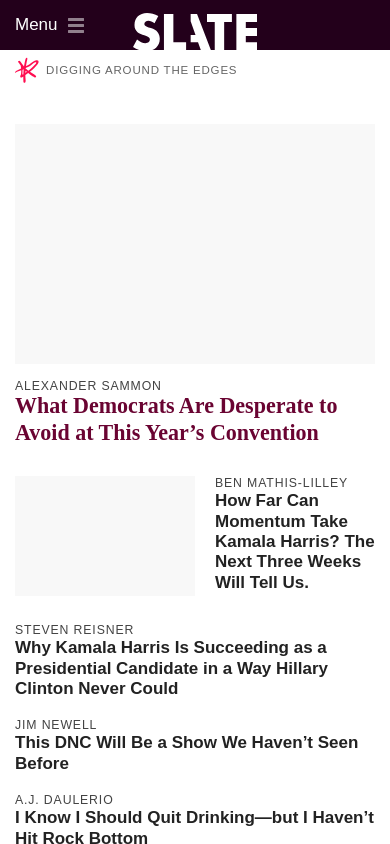 Menu
SLATE
DIGGING AROUND THE EDGES
ALEXANDER SAMMON
What Democrats Are Desperate to
Avoid at This Year’s Convention
BEN MATHIS-LILLEY
How Far Can
Momentum Take
Kamala Harris? The
Next Three Weeks
Will Tell Us.
STEVEN REISNER
Why Kamala Harris Is Succeeding as a
Presidential Candidate in a Way Hillary
Clinton Never Could
JIM NEWELL
This DNC Will Be a Show We Haven’t Seen
Before
A.J. DAULERIO
I Know I Should Quit Drinking—but I Haven’t
Hit Rock Bottom